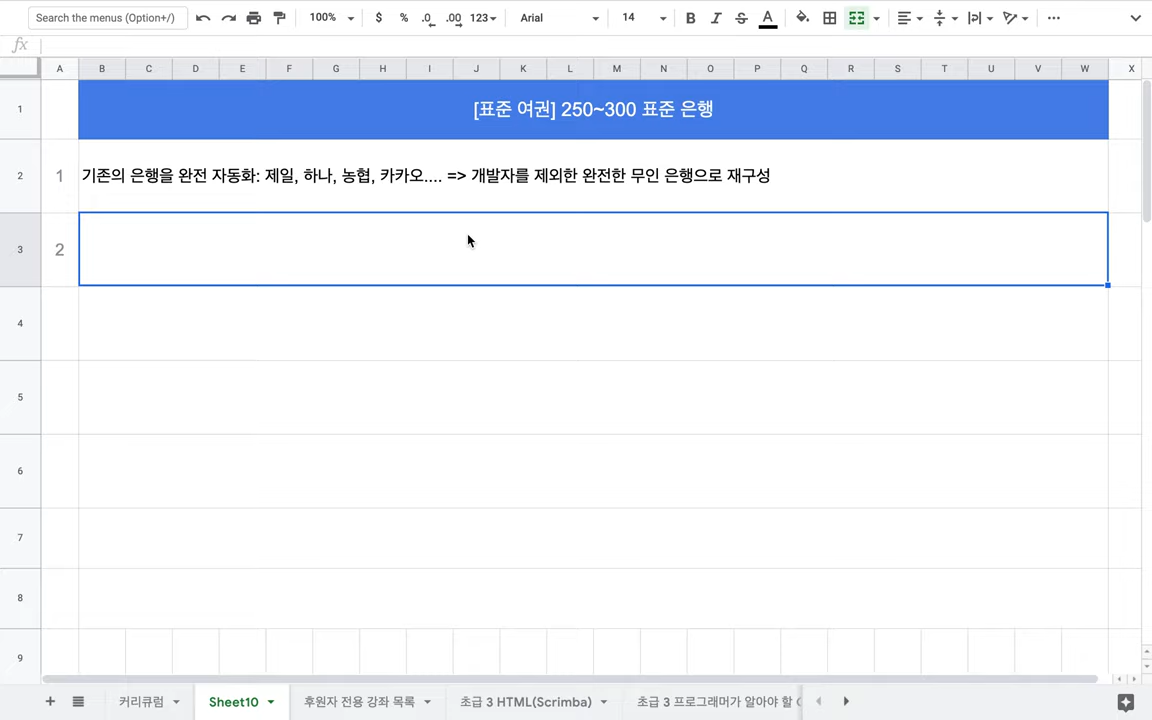 Search the menus (Option+/) 100% $ % .0 .00 123 Arial 14 B I S A
fx
A B C D E F G H I J K L M N O P Q R S T U V W X
1 [표준 여권] 250~300 표준 은행
2 1 기존의 은행을 완전 자동화: 제일, 하나, 농협, 카카오.... => 개발자를 제외한 완전한 무인 은행으로 재구성
3 2
4
5
6
7
8
9
커리큘럼 Sheet10 후원자 전용 강좌 목록 초급 3 HTML(Scrimba) 초급 3 프로그래머가 알아야 할